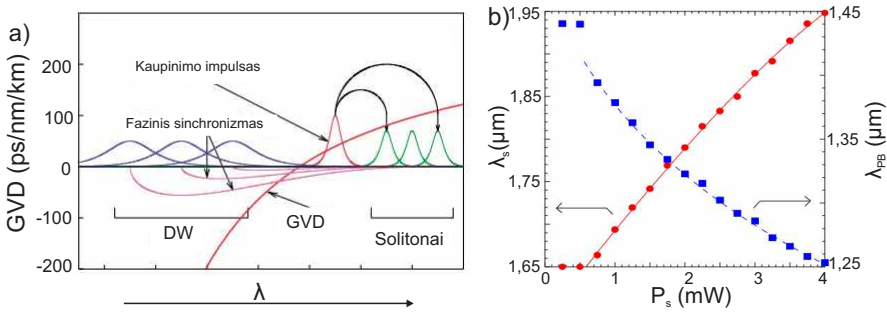 a)
GVD (ps/nm/km)
200
100
0
-100
-200
Kaupinimo impulsas
Fazinis sinchronizmas
DW
GVD
Solitonai
λ
b)
λs(μm)
1,95
1,85
1,75
1,65
0
1
2
3
4
Ps (mW)
1,45
1,35
1,25
λPB (μm)